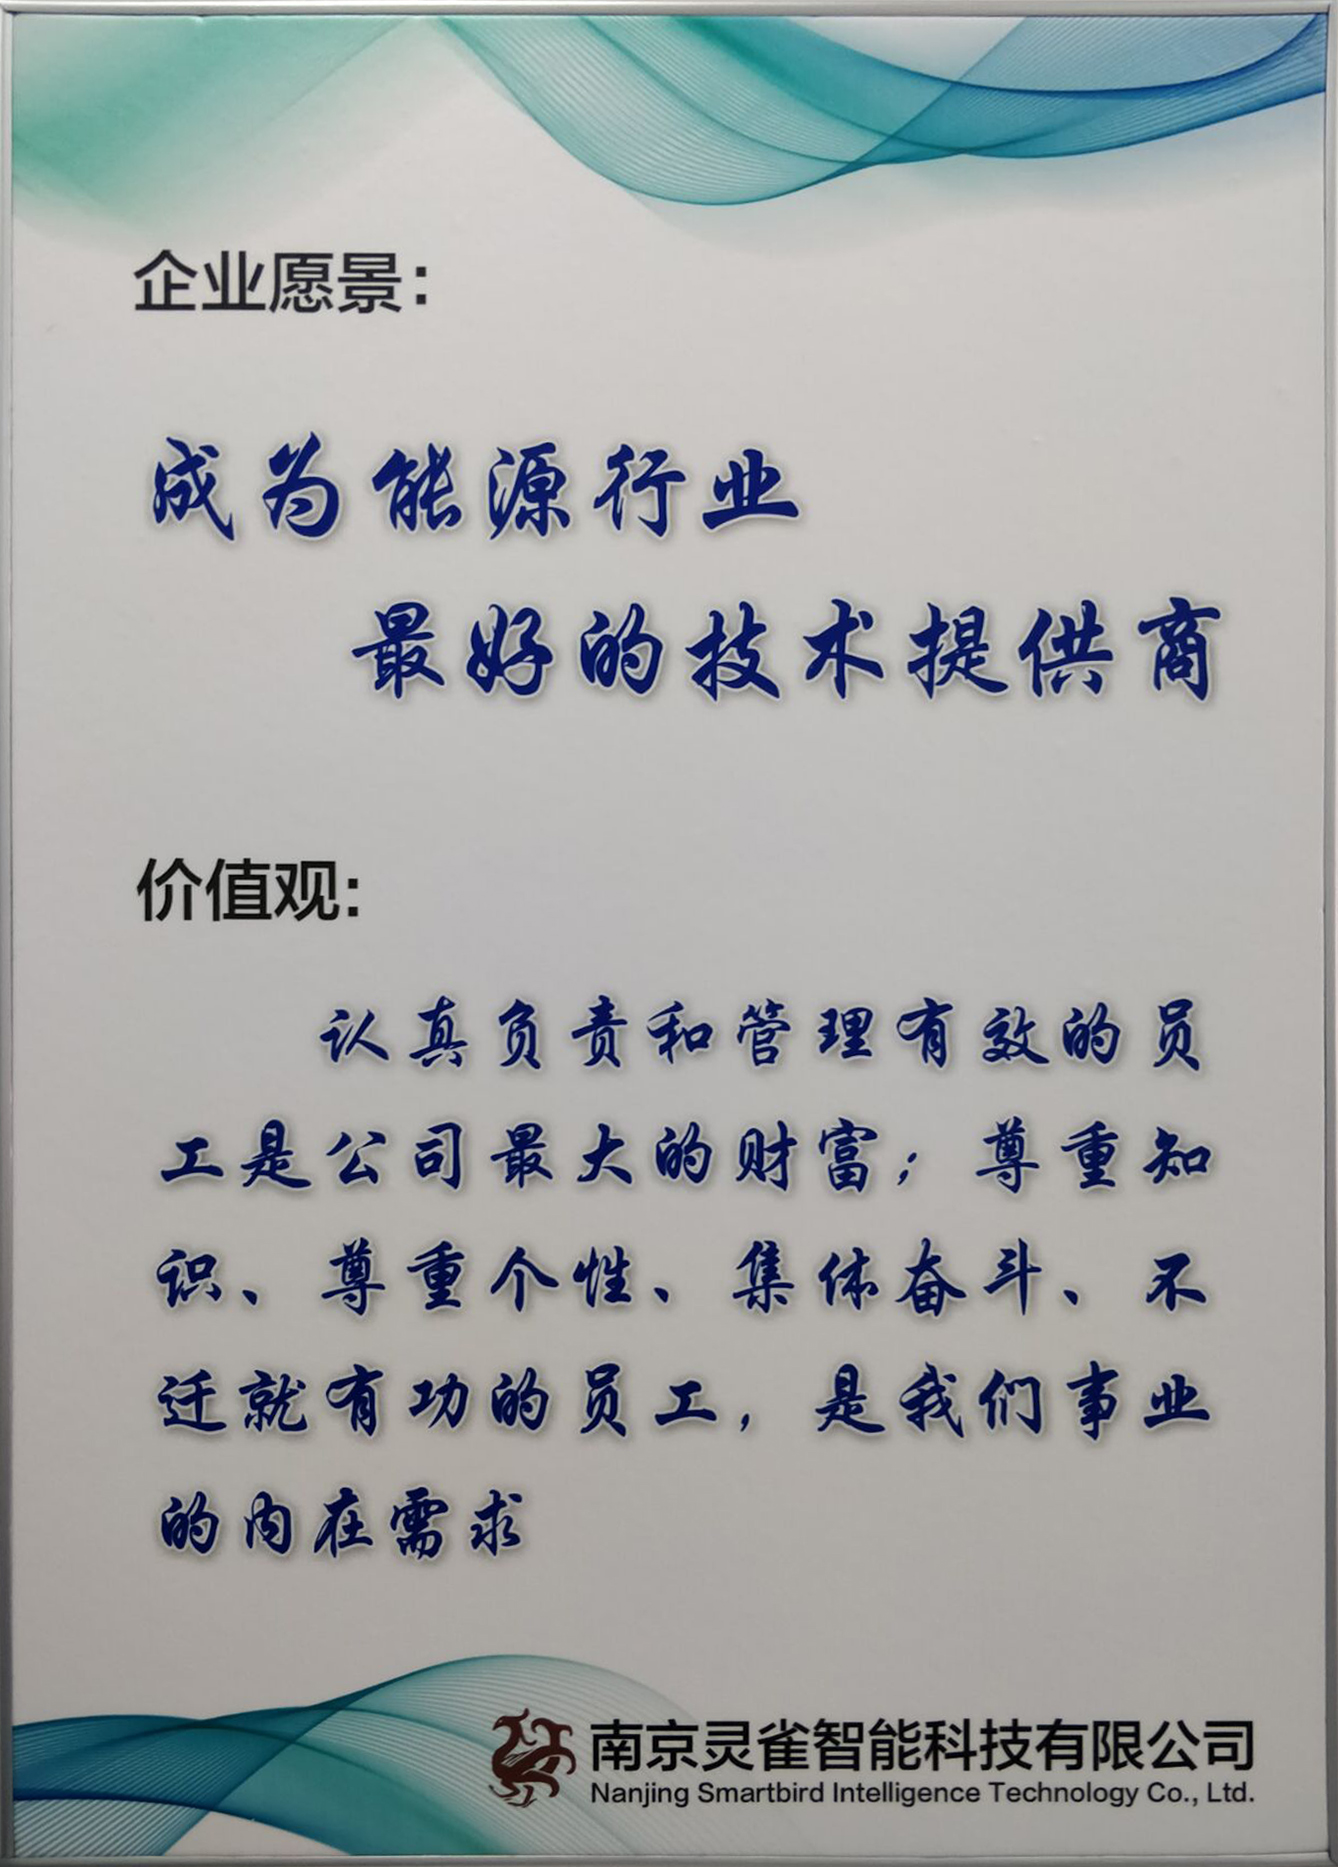 企业愿景：
成为能源行业
最好的技术提供商
价值观：
认真负责和管理有效的员
工是公司最大的财富；尊重知
识、尊重个性、集体奋斗、不
迁就有功的员工，是我们事业
的内在需求
南京灵雀智能科技有限公司
Nanjing Smartbird Intelligence Technology Co., Ltd.